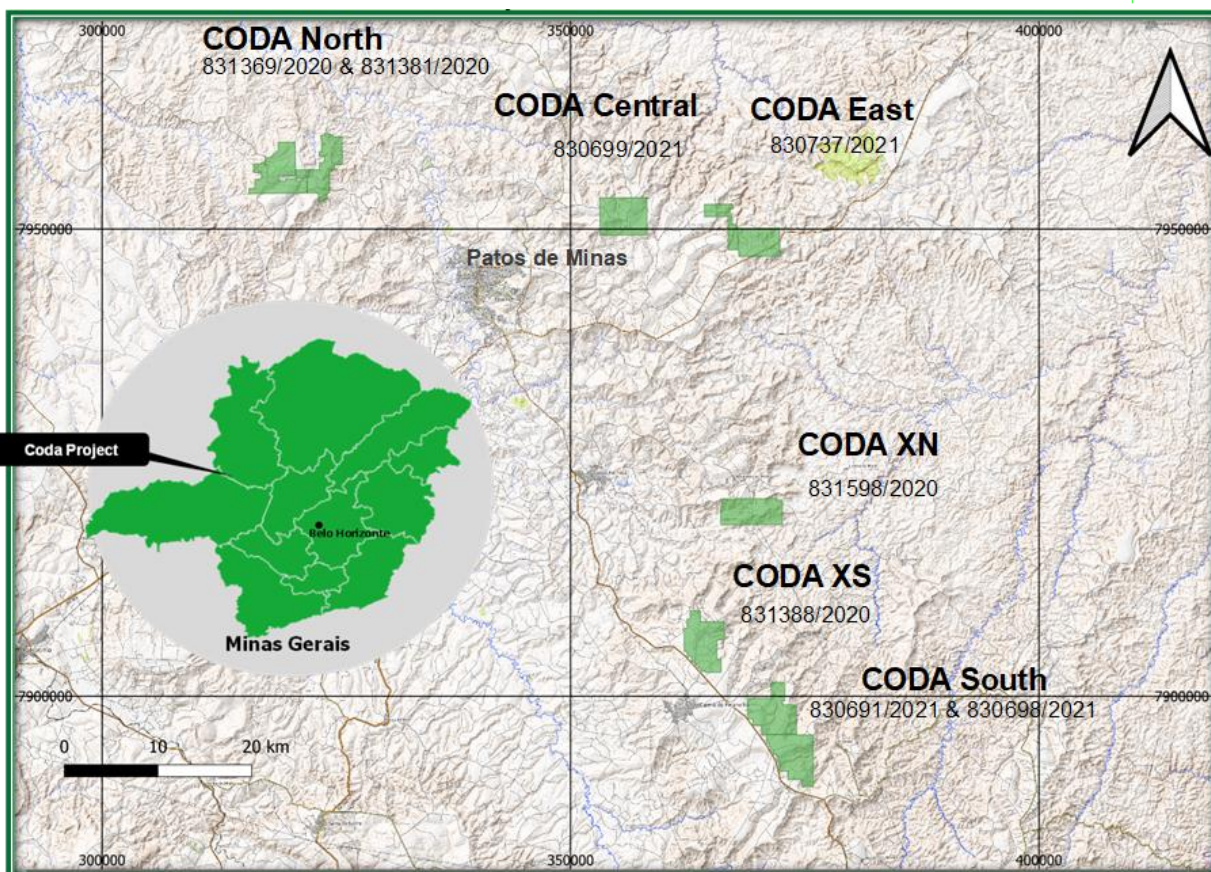 300000
350000
400000
CODA North
831369/2020 & 831381/2020
CODA Central
830699/2021
CODA East
830737/2021
7950000
7950000
Patos de Minas
Coda Project
Belo Horizonte
Minas Gerais
CODA XN
831598/2020
CODA XS
831388/2020
CODA South
830691/2021 & 830698/2021
7900000
7900000
0 10 20 km
300000
350000
400000